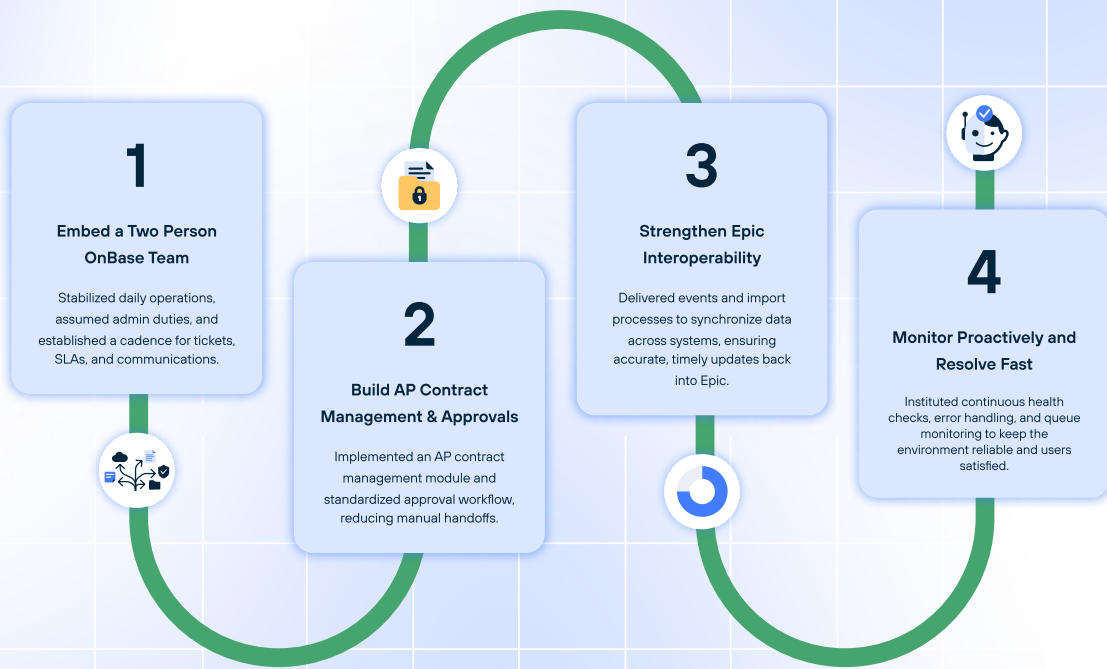 1
Embed a Two Person
OnBase Team
Stabilized daily operations,
assumed admin duties, and
established a cadence for tickets,
SLAs, and communications.
2
Build AP Contract
Management & Approvals
Implemented an AP contract
management module and
standardized approval workflow,
reducing manual handoffs.
3
Strengthen Epic
Interoperability
Delivered events and import
processes to synchronize data
across systems, ensuring
accurate, timely updates back
into Epic.
4
Monitor Proactively and
Resolve Fast
Instituted continuous health
checks, error handling, and queue
monitoring to keep the
environment reliable and users
satisfied.